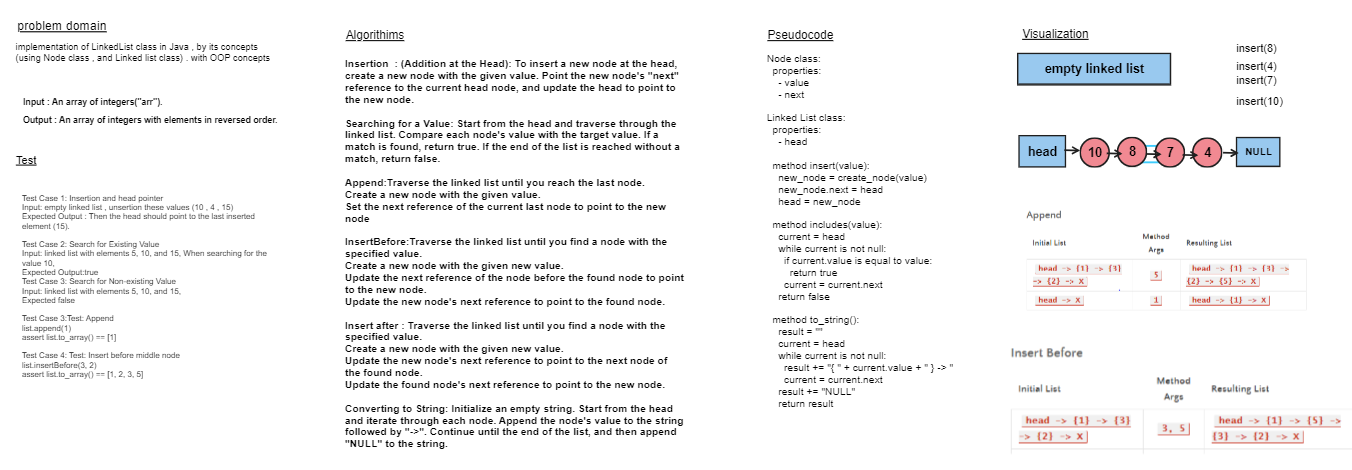 problem domain
implementation of LinkedList class in Java , by its concepts
(using Node class , and Linked list class) . with OOP concepts
Input : An array of integers("arr").
Output : An array of integers with elements in reversed order.
Test
Test Case 1: Insertion and head pointer
Input: empty linked list , unsertion these values (10 , 4 , 15)
Expected Output : Then the head should point to the last inserted
element (15).
Test Case 2: Search for Existing Value
Input: linked list with elements 5, 10, and 15, When searching for the
value 10,
Expected Output:true
Test Case 3: Search for Non-existing Value
Input: linked list with elements 5, 10, and 15,
Expected false
Test Case 3:Test: Append
list.append(1)
assert list.to_array() == [1]
Test Case 4: Test: Insert before middle node
list.insertBefore(3, 2)
assert list.to_array() == [1, 2, 3, 5]
Algorithims
Insertion : (Addition at the Head): To insert a new node at the head,
create a new node with the given value. Point the new node's "next"
reference to the current head node, and update the head to point to
the new node.
Searching for a Value: Start from the head and traverse through the
linked list. Compare each node's value with the target value. If a
match is found, return true. If the end of the list is reached without a
match, return false.
Append:Traverse the linked list until you reach the last node.
Create a new node with the given value.
Set the next reference of the current last node to point to the new
node
InsertBefore:Traverse the linked list until you find a node with the
specified value.
Create a new node with the given new value.
Update the next reference of the node before the found node to point
to the new node.
Update the new node's next reference to point to the found node.
Insert after : Traverse the linked list until you find a node with the
specified value.
Create a new node with the given new value.
Update the new node's next reference to point to the next node of
the found node.
Update the found node's next reference to point to the new node.
Converting to String: Initialize an empty string. Start from the head
and iterate through each node. Append the node's value to the string
followed by "->". Continue until the end of the list, and then append
"NULL" to the string.
Pseudocode
Node class:
properties:
- value
- next
Linked List class:
properties:
- head
method insert(value):
new_node = create_node(value)
new_node.next = head
head = new_node
method includes(value):
current = head
while current is not null:
if current.value is equal to value:
return true
current = current.next
return false
method to_string():
result = ""
current = head
while current is not null:
result += "{ " + current.value + " } -> "
current = current.next
result += "NULL"
return result
Visualization
empty linked list
insert(8)
insert(4)
insert(7)
insert(10)
head
10
8
7
4
NULL
Append
Initial List
Method
Args
Resulting List
head -> {1} -> {3}
-> {2} -> X
5
head -> {1} -> {3} ->
{2} -> {5} -> X
head -> X
1
head -> {1} -> X
Insert Before
Initial List
Method
Args
Resulting List
head -> {1} -> {3}
-> {2} -> X
3, 5
head -> {1} -> {5} ->
{3} -> {2} -> X